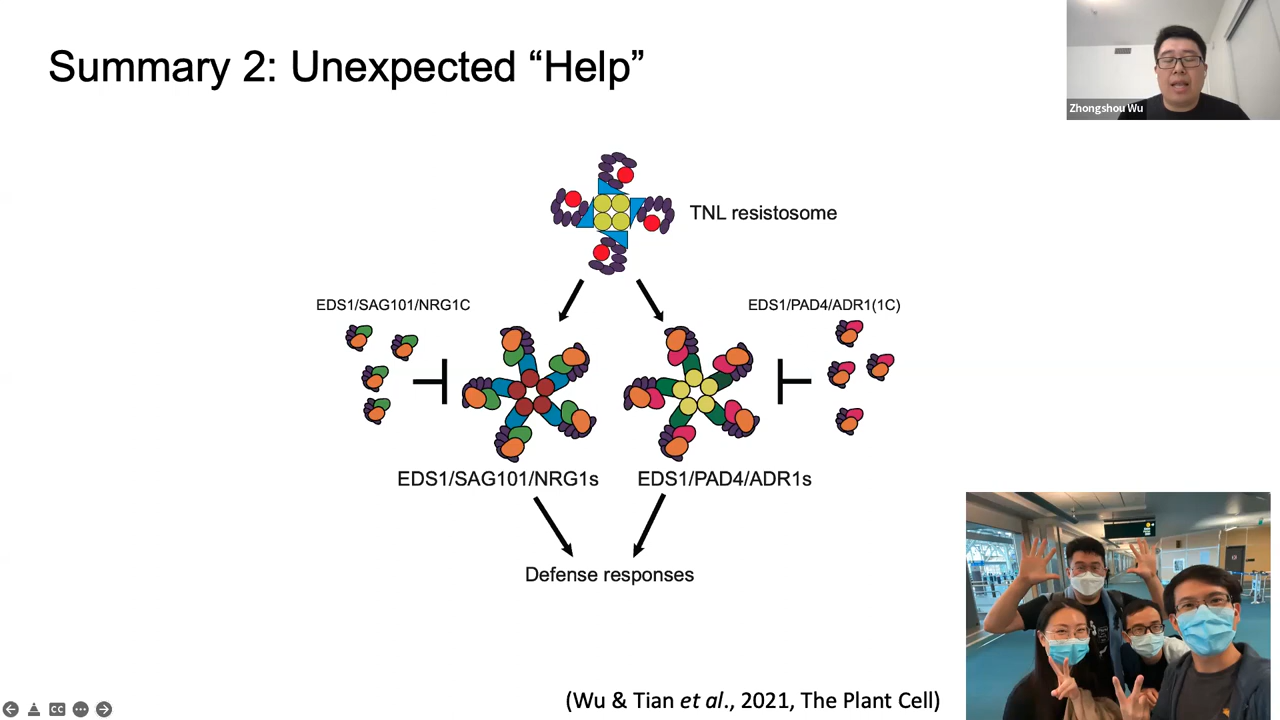 Summary 2: Unexpected “Help”
Zhongshou Wu
TNL resistosome
EDS1/SAG101/NRG1C
EDS1/PAD4/ADR1(1C)
EDS1/SAG101/NRG1s
EDS1/PAD4/ADR1s
Defense responses
(Wu & Tian et al., 2021, The Plant Cell)
CC